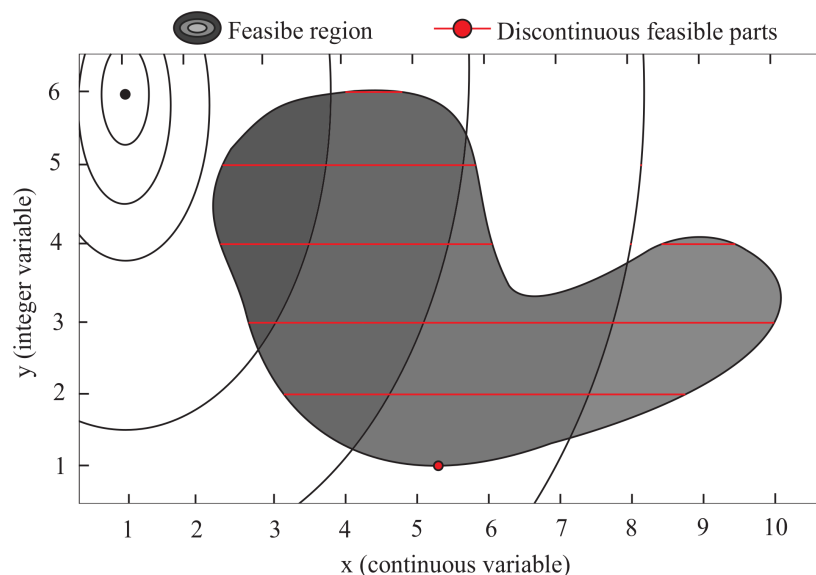 Feasibe region
Discontinuous feasible parts
6
5
4
3
2
1
y (integer variable)
1 2 3 4 5 6 7 8 9 10
x (continuous variable)